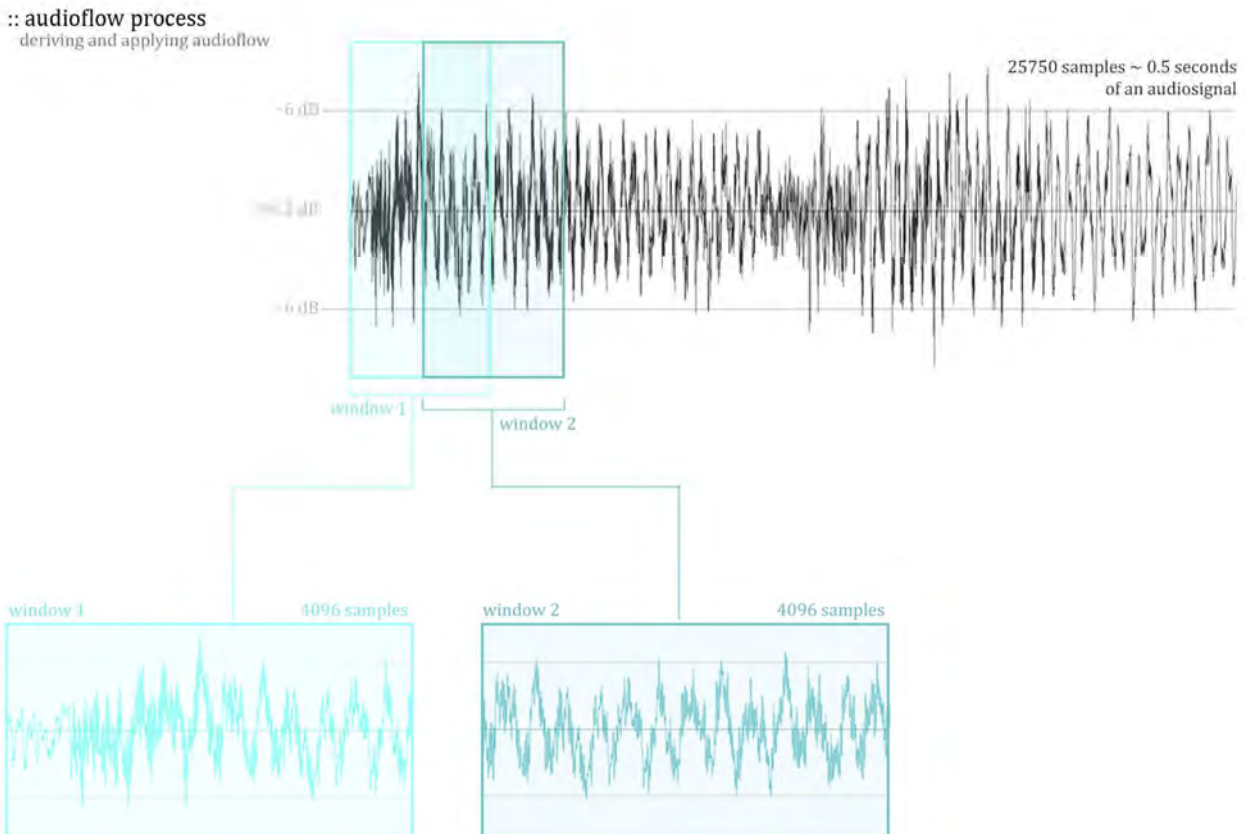 :: audioflow process
deriving and applying audioflow
25750 samples ~ 0.5 seconds
of an audiosignal
-6 dB
dB
-6 dB
window 1
window 2
window 1
4096 samples
window 2
4096 samples